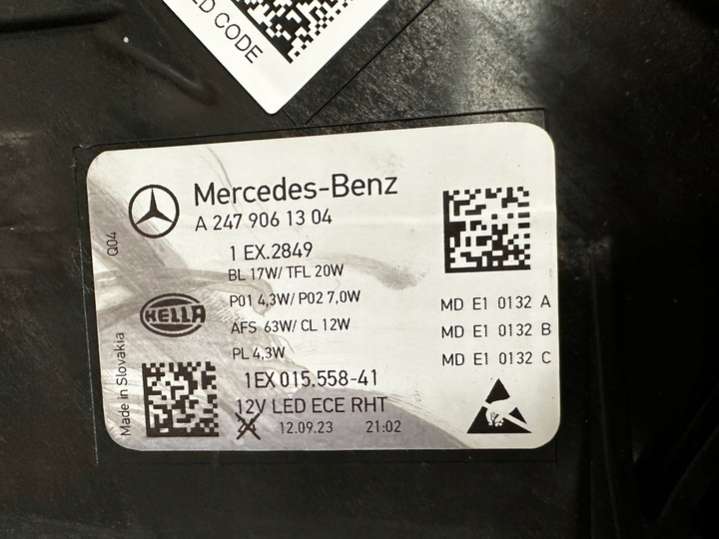 ED CODE
Mercedes-Benz
A 247 906 13 04
Q04
1 EX.2849
BL 17W/ TFL 20W
P01 4,3W/ P02 7,0W
HELLA
AFS 63W/ CL 12W
PL 4,3W
MD E1 0132 A
MD E1 0132 B
MD E1 0132 C
Made in Slovakia
1EX 015.558-41
12V LED ECE RHT
24 12.09.23 21:02